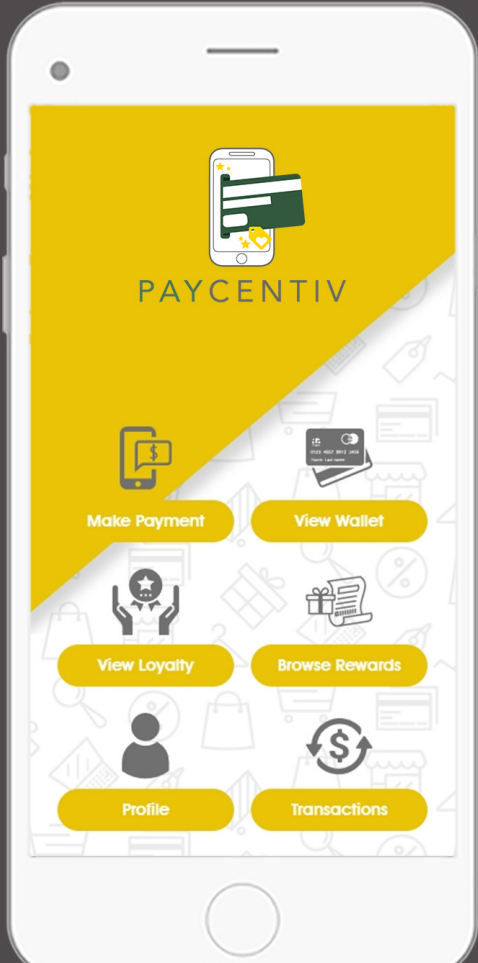 PAYCENTIV
Make Payment
View Wallet
View Loyalty
Browse Rewards
Profile
Transactions